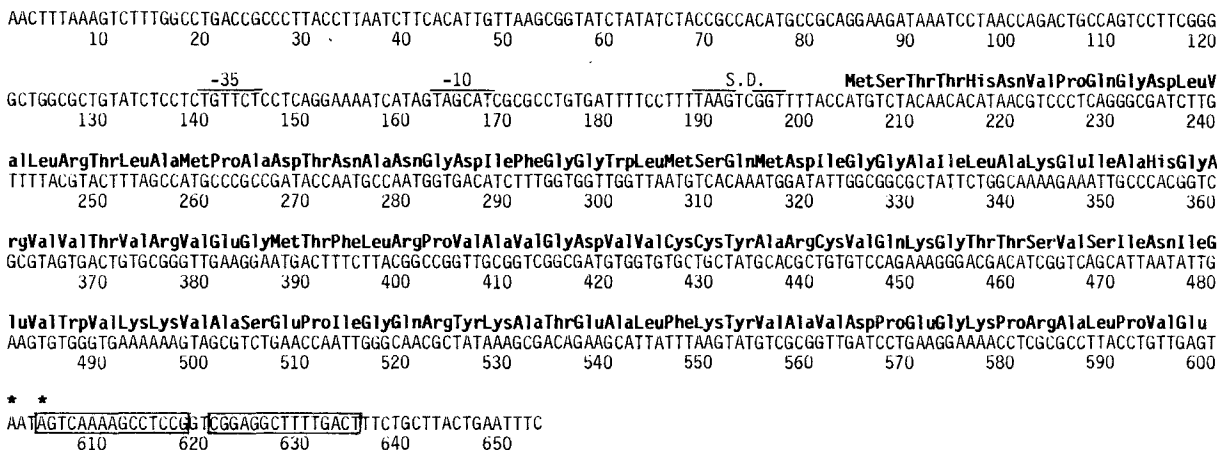 AACTTTAAAGTCTTTGGCCTGACCGCCCTTACCTTAATCTTCACATTGTTAAGCGGTATCTATATCTACCGCCACATGCCGCAGGAAGATAAATCCTAACCAGACTGCCAGTCCTTCGGG
10 20 30 40 50 60 70 80 90 100 110 120
-35 -10 S.D. MetSerThrThrHisAsnValProGlnGlyAspLeuV
GCTGGCGCTGTATCTCCTCTGTTCTCCTCAGGAAAATCATAGTAGCATCGCGCCTGTGATTTTCCTTTTAAGTCGGTTTTACCATGTCTACAACACATAACGTCCCTCAGGGCGATCTTG
130 140 150 160 170 180 190 200 210 220 230 240
alLeuArgThrLeuAlaMetProAlaAspThrAsnAlaAsnGlyAspIlePheGlyGlyTrpLeuMetSerGlnMetAspIleGlyGlyAlaIleLeuAlaLysGluIleAlaHisGlyA
TTTTACGTACTTTAGCCATGCCCGCCGATACCAATGCCAATGGTGACATCTTTGGTGGTTGGTTAATGTCACAAATGGATATTGGCGGCGCTATTCTGGCAAAAGAAATTGCCCACGGTC
250 260 270 280 290 300 310 320 330 340 350 360
rgValValThrValArgValGluGlyMetThrPheLeuArgProValAlaValGlyAspValValCysCysTyrAlaArgCysValGlnLysGlyThrThrSerValSerIleAsnIleG
GCGTAGTGACTGTGCGGGTTGAAGGAATGACTTTCTTACGGCCGGTTGCGGTCGGCGATGTGGTGTGCTGCTATGCACGCTGTGTCCAGAAAGGGACGACATCGGTCAGCATTAATATTG
370 380 390 400 410 420 430 440 450 460 470 480
luValTrpValLysLysValAlaSerGluProIleGlyGlnArgTyrLysAlaThrGluAlaLeuPheLysTyrValAlaValAspProGluGlyLysProArgAlaLeuProValGlu
AAGTGTGGGTGAAAAAAGTAGCGTCTGAACCAATTGGGCAACGCTATAAAGCGACAGAAGCATTATTTAAGTATGTCGCGGTTGATCCTGAAGGAAAACCTCGCGCCTTACCTGTTGAGT
490 500 510 520 530 540 550 560 570 580 590 600
* *
AATAGTCAAAAGCCTCCGGTCGGAGGCTTTTGACTTTCTGCTTACTGAATTTC
610 620 630 640 650